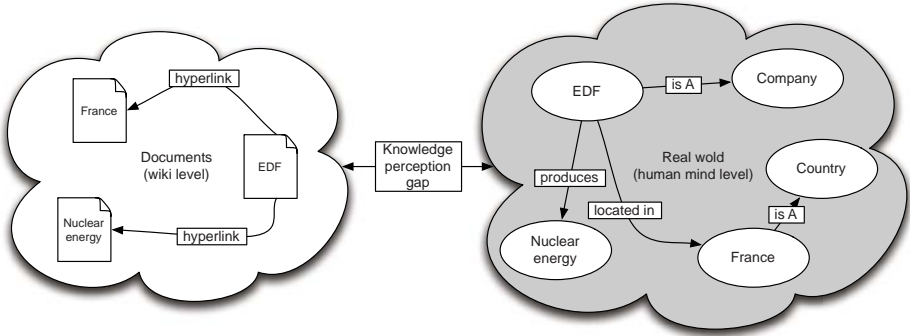 hyperlink
France
Documents
(wiki level)
EDF
Nuclear
energy
hyperlink
Knowledge
perception
gap
EDF
is A
Company
Real wold
(human mind level)
Country
produces
located in
is A
Nuclear
energy
France